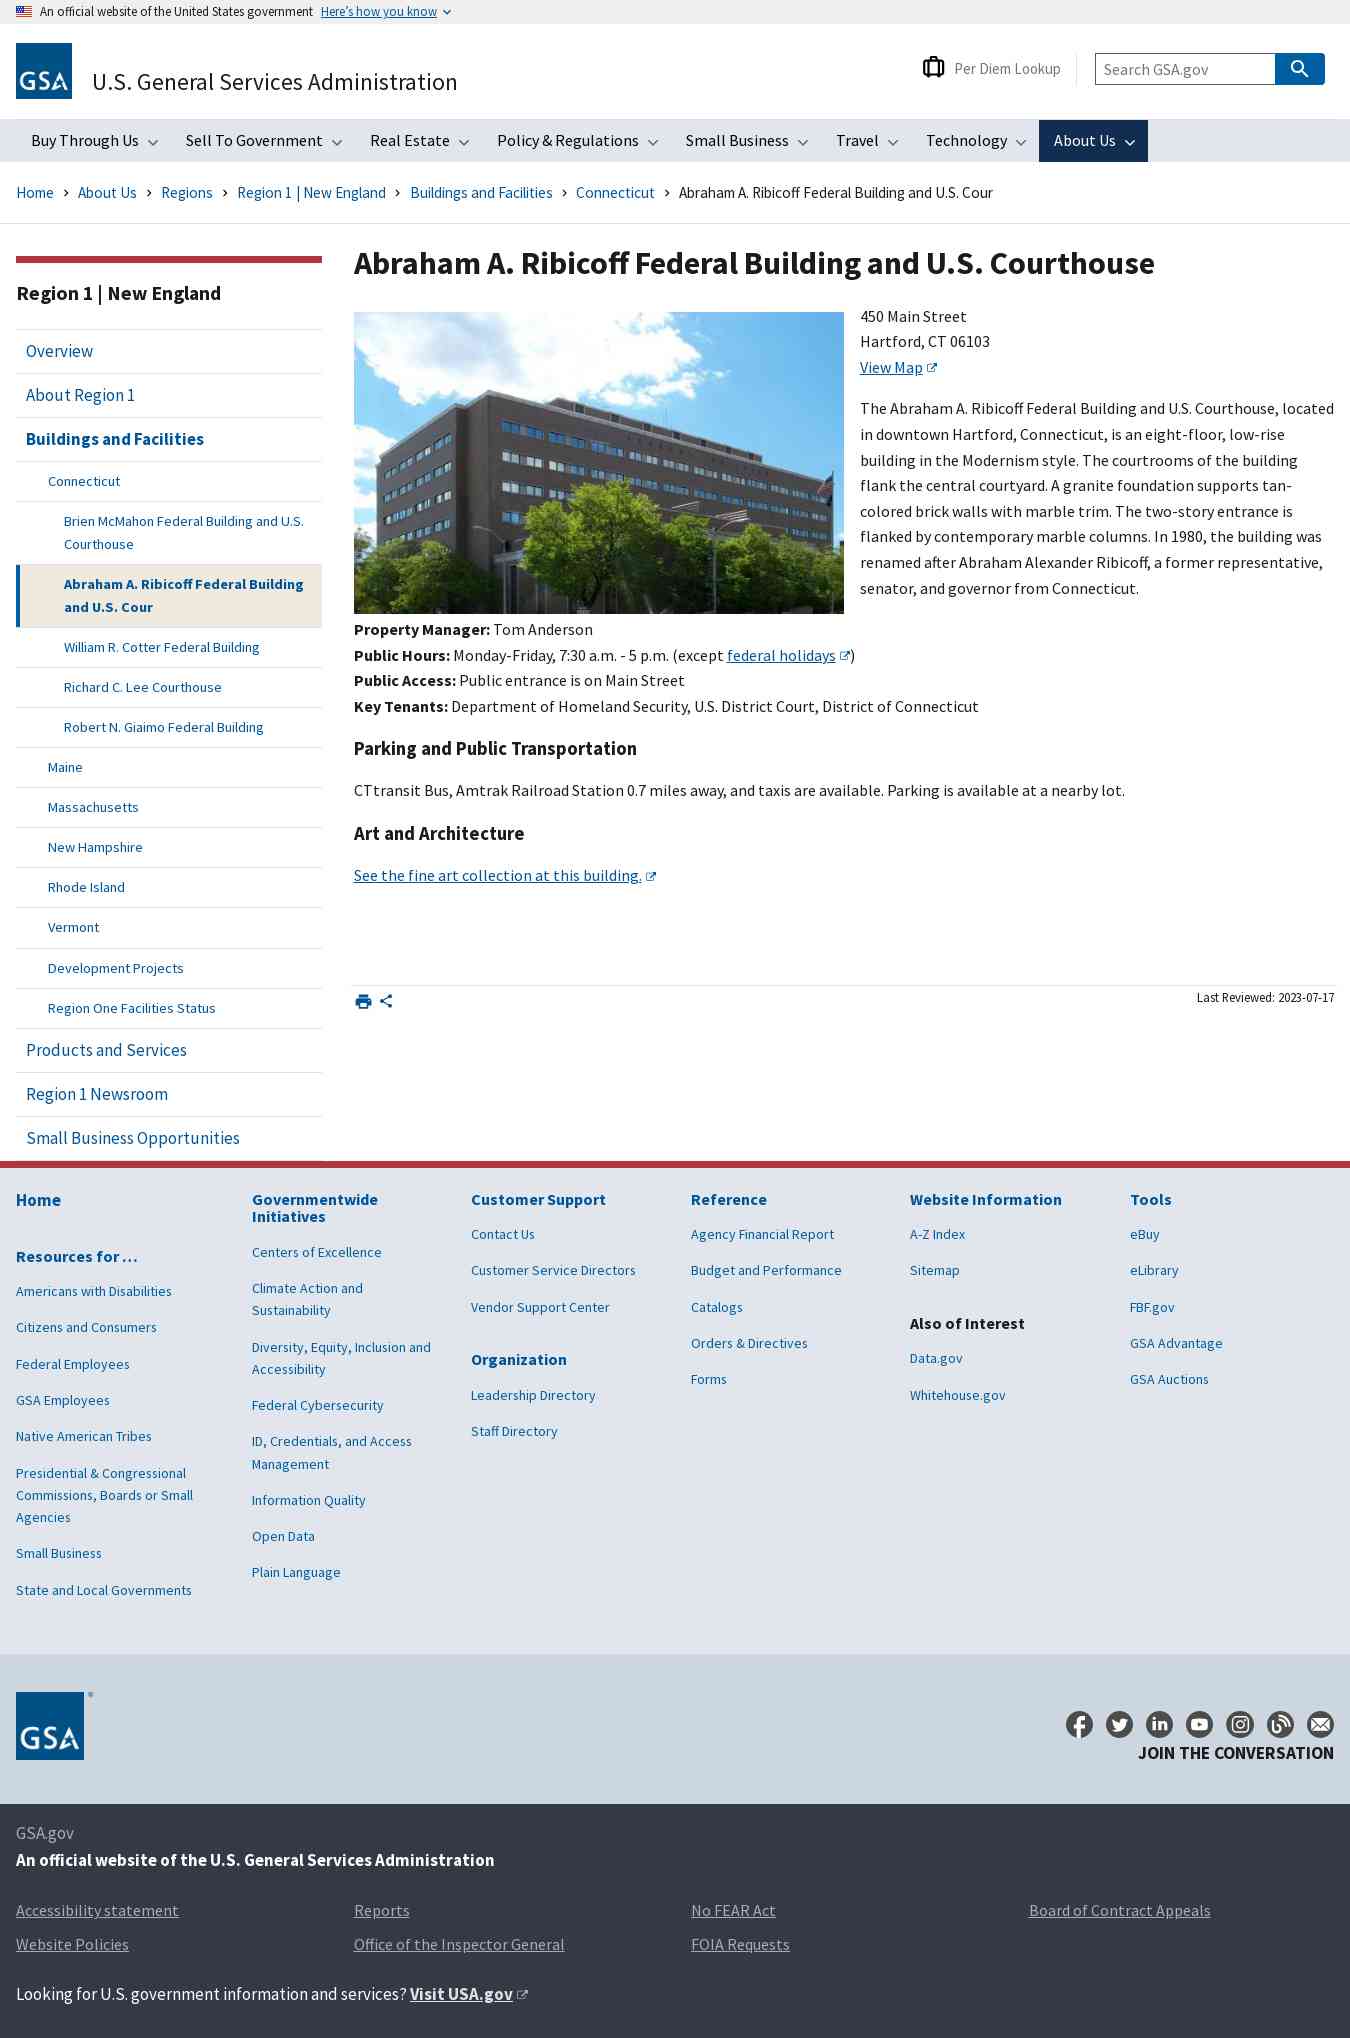 An official website of the United States government Here's how you know
GSA
U.S. General Services Administration
Per Diem Lookup
Search GSA.gov
Buy Through Us
Sell To Government
Real Estate
Policy & Regulations
Small Business
Travel
Technology
About Us
Home > About Us > Regions > Region 1 | New England > Buildings and Facilities > Connecticut > Abraham A. Ribicoff Federal Building and U.S. Cour
Region 1 | New England
Overview
About Region 1
Buildings and Facilities
Connecticut
Brien McMahon Federal Building and U.S.
Courthouse
Abraham A. Ribicoff Federal Building
and U.S. Cour
William R. Cotter Federal Building
Richard C. Lee Courthouse
Robert N. Giaimo Federal Building
Maine
Massachusetts
New Hampshire
Rhode Island
Vermont
Development Projects
Region One Facilities Status
Products and Services
Region 1 Newsroom
Small Business Opportunities
Abraham A. Ribicoff Federal Building and U.S. Courthouse
450 Main Street
Hartford, CT 06103
View Map
The Abraham A. Ribicoff Federal Building and U.S. Courthouse, located
in downtown Hartford, Connecticut, is an eight-floor, low-rise
building in the Modernism style. The courtrooms of the building
flank the central courtyard. A granite foundation supports tan-
colored brick walls with marble trim. The two-story entrance is
flanked by contemporary marble columns. In 1980, the building was
renamed after Abraham Alexander Ribicoff, a former representative,
senator, and governor from Connecticut.
Property Manager: Tom Anderson
Public Hours: Monday-Friday, 7:30 a.m. - 5 p.m. (except federal holidays)
Public Access: Public entrance is on Main Street
Key Tenants: Department of Homeland Security, U.S. District Court, District of Connecticut
Parking and Public Transportation
CTtransit Bus, Amtrak Railroad Station 0.7 miles away, and taxis are available. Parking is available at a nearby lot.
Art and Architecture
See the fine art collection at this building.
Last Reviewed: 2023-07-17
Home
Resources for …
Americans with Disabilities
Citizens and Consumers
Federal Employees
GSA Employees
Native American Tribes
Presidential & Congressional
Commissions, Boards or Small
Agencies
Small Business
State and Local Governments
Governmentwide
Initiatives
Centers of Excellence
Climate Action and
Sustainability
Diversity, Equity, Inclusion and
Accessibility
Federal Cybersecurity
ID, Credentials, and Access
Management
Information Quality
Open Data
Plain Language
Customer Support
Contact Us
Customer Service Directors
Vendor Support Center
Organization
Leadership Directory
Staff Directory
Reference
Agency Financial Report
Budget and Performance
Catalogs
Orders & Directives
Forms
Website Information
A-Z Index
Sitemap
Also of Interest
Data.gov
Whitehouse.gov
Tools
eBuy
eLibrary
FBF.gov
GSA Advantage
GSA Auctions
GSA
JOIN THE CONVERSATION
GSA.gov
An official website of the U.S. General Services Administration
Accessibility statement
Reports
No FEAR Act
Board of Contract Appeals
Website Policies
Office of the Inspector General
FOIA Requests
Looking for U.S. government information and services? Visit USA.gov